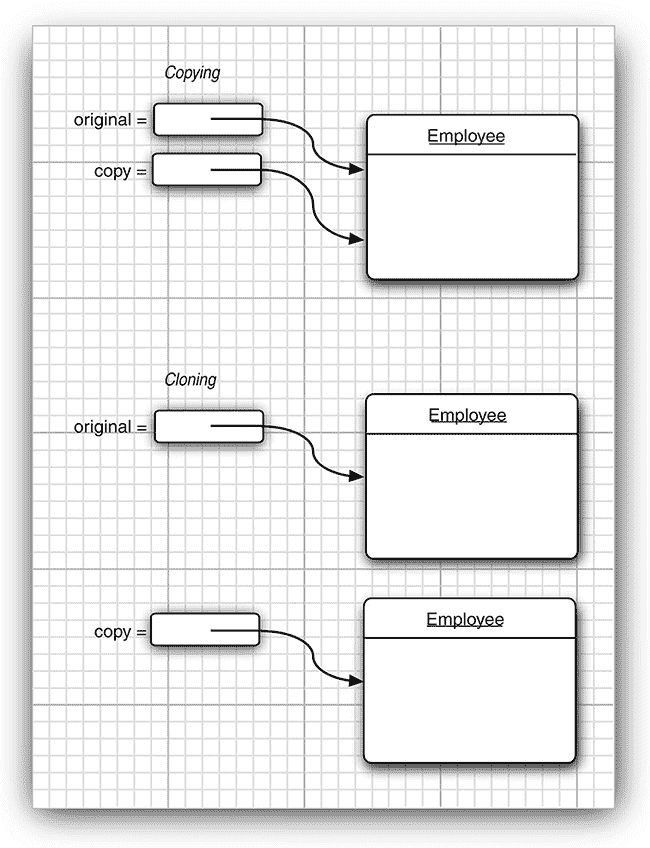 Copying
original =
Employee
copy =
Cloning
original =
Employee
copy =
Employee